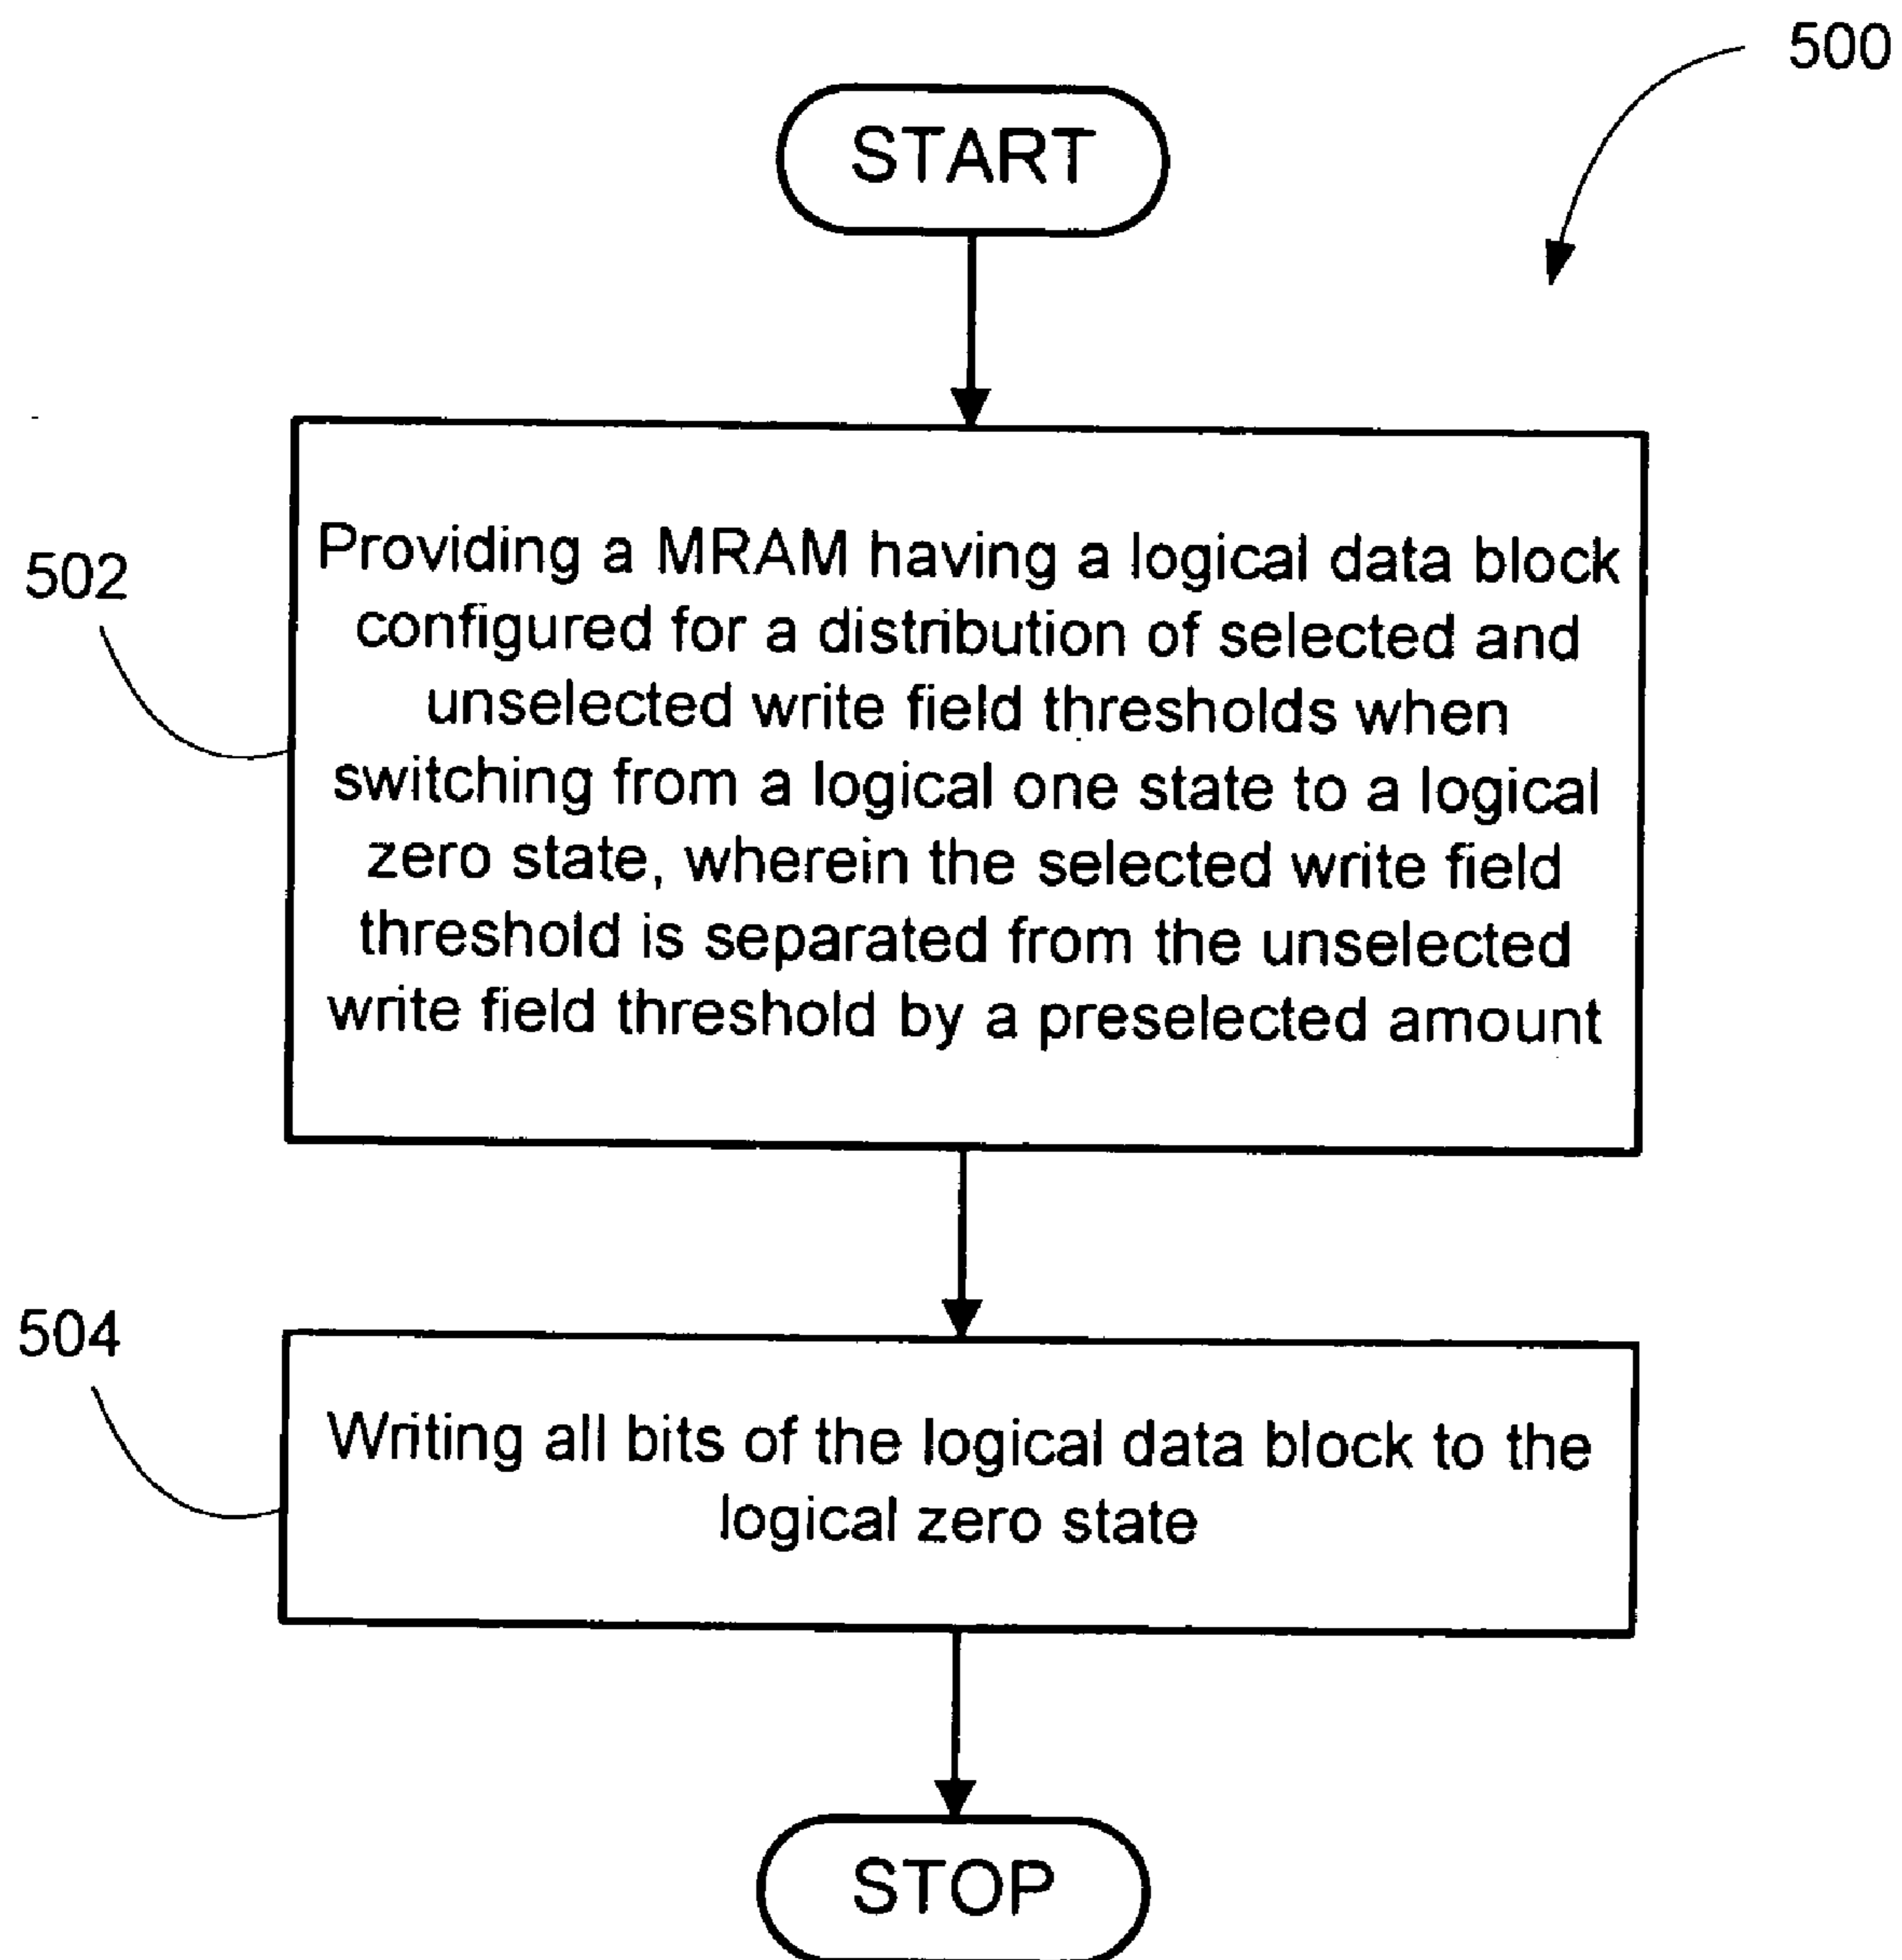 500
START
502
Providing a MRAM having a logical data block
configured for a distribution of selected and
unselected write field thresholds when
switching from a logical one state to a logical
zero state, wherein the selected write field
threshold is separated from the unselected
write field threshold by a preselected amount
504
Writing all bits of the logical data block to the
logical zero state
STOP